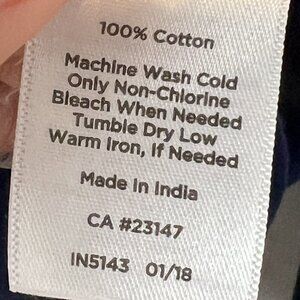 100% Cotton
Machine Wash Cold
Only Non-Chlorine
Bleach When Needed
Tumble Dry Low
Warm Iron, If Needed
Made In India
CA #23147
IN5143 01/18